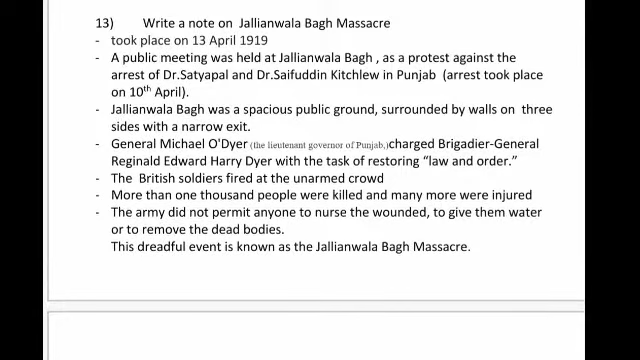 13) Write a note on Jallianwala Bagh Massacre
- took place on 13 April 1919
- A public meeting was held at Jallianwala Bagh , as a protest against the
arrest of Dr.Satyapal and Dr.Saifuddin Kitchlew in Punjab (arrest took place
on 10th April).
- Jallianwala Bagh was a spacious public ground, surrounded by walls on three
sides with a narrow exit.
- General Michael O'Dyer (the lieutenant governor of Punjab,)charged Brigadier-General
Reginald Edward Harry Dyer with the task of restoring “law and order.”
- The British soldiers fired at the unarmed crowd
- More than one thousand people were killed and many more were injured
- The army did not permit anyone to nurse the wounded, to give them water
or to remove the dead bodies.
This dreadful event is known as the Jallianwala Bagh Massacre.